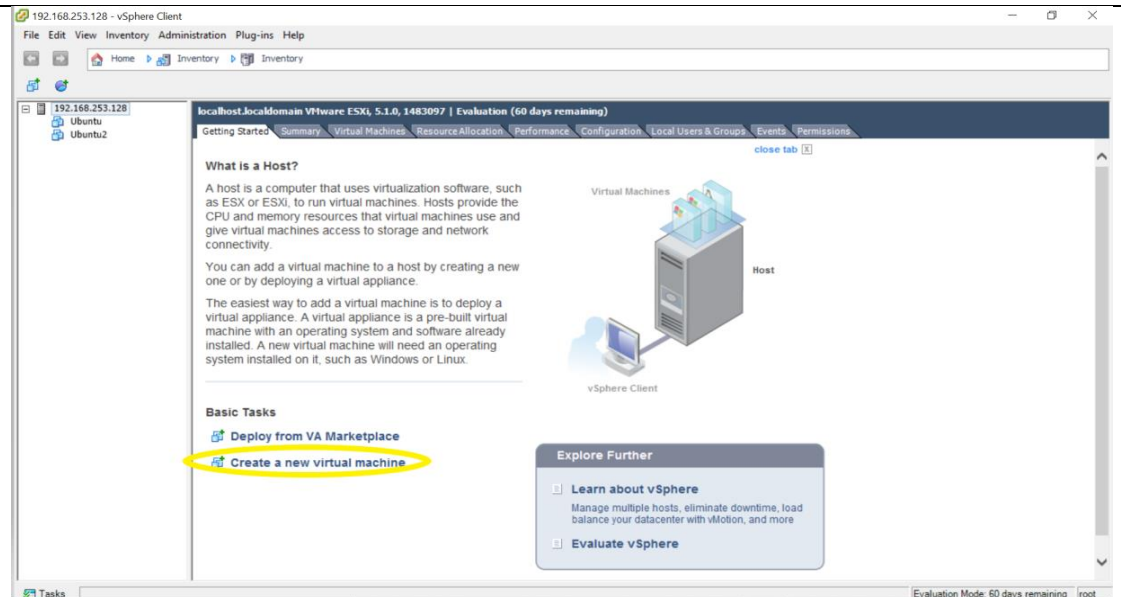 192.168.253.128 - vSphere Client
File Edit View Inventory Administration Plug-ins Help
Home Inventory Inventory
192.168.253.128
Ubuntu
Ubuntu2
localhost.localdomain VMware ESXi, 5.1.0, 1483097 | Evaluation (60 days remaining)
Getting Started Summary Virtual Machines Resource Allocation Performance Configuration Local Users & Groups Events Permissions
close tab X
What is a Host?
A host is a computer that uses virtualization software, such
as ESX or ESXi, to run virtual machines. Hosts provide the
CPU and memory resources that virtual machines use and
give virtual machines access to storage and network
connectivity.
You can add a virtual machine to a host by creating a new
one or by deploying a virtual appliance.
The easiest way to add a virtual machine is to deploy a
virtual appliance. A virtual appliance is a pre-built virtual
machine with an operating system and software already
installed. A new virtual machine will need an operating
system installed on it, such as Windows or Linux.
Virtual Machines
Host
vSphere Client
Basic Tasks
Deploy from VA Marketplace
Create a new virtual machine
Explore Further
Learn about vSphere
Manage multiple hosts, eliminate downtime, load
balance your datacenter with vMotion, and more
Evaluate vSphere
Tasks
Evaluation Mode: 60 days remaining root